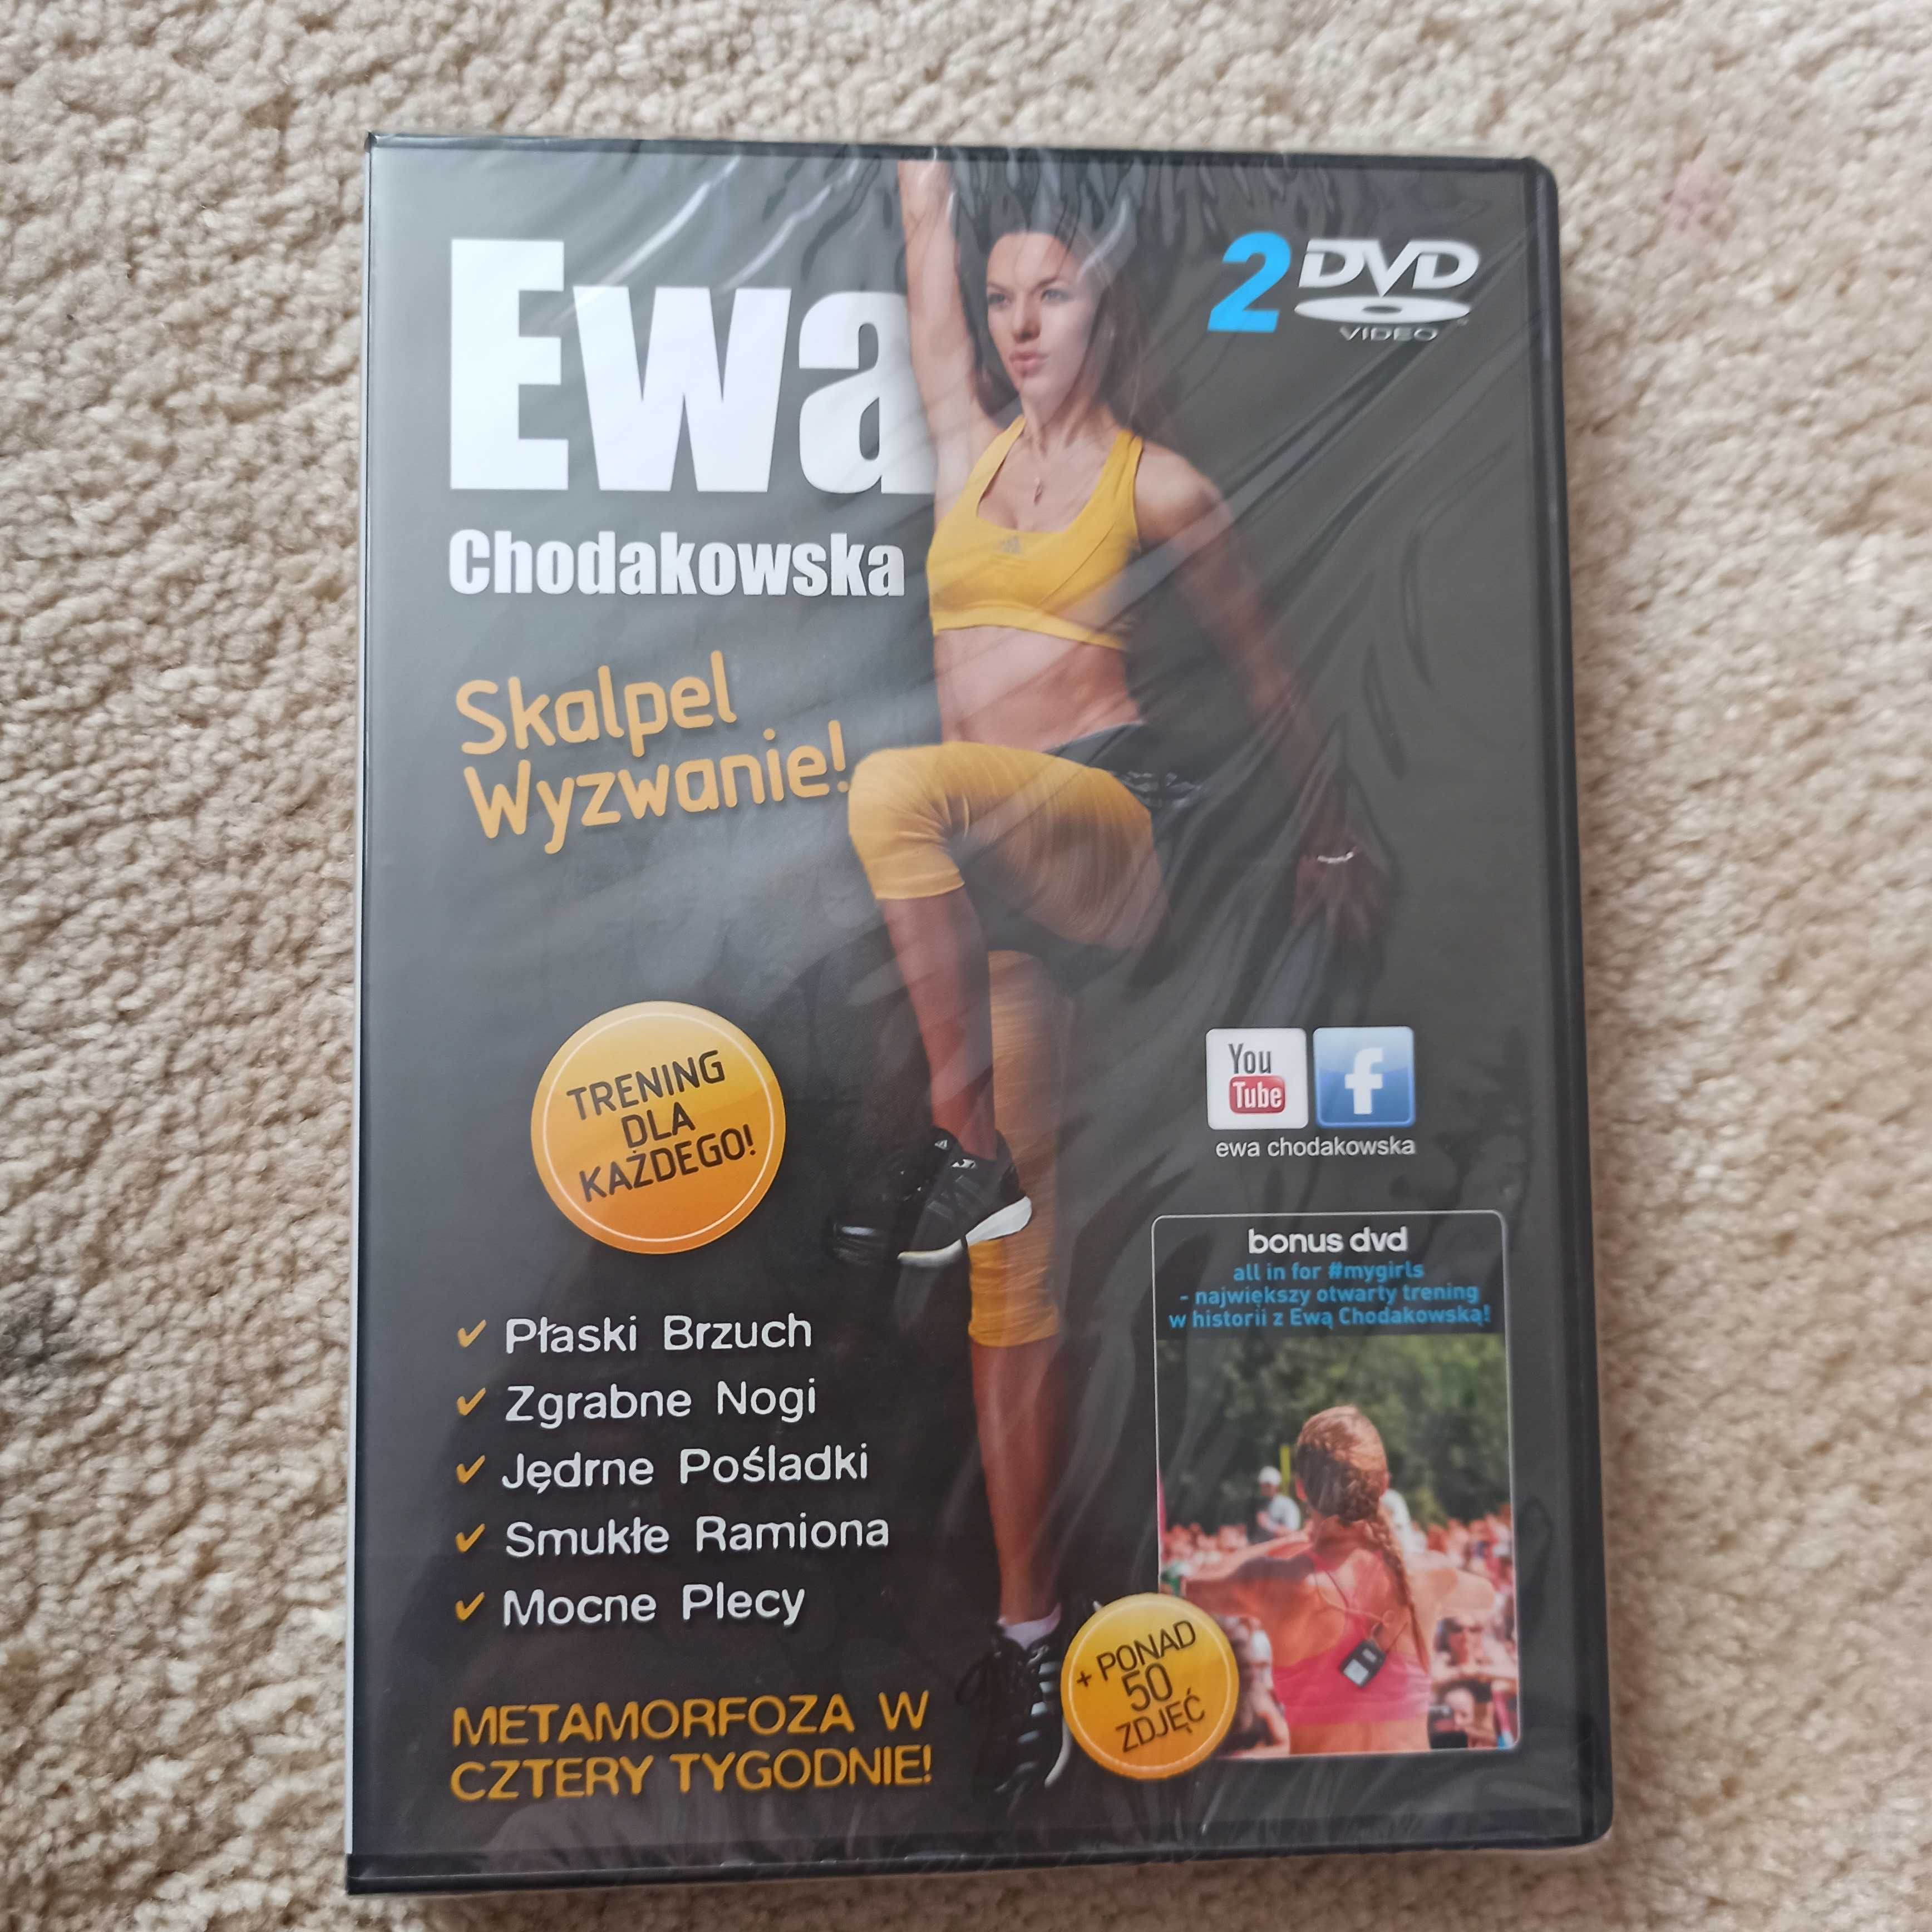 Ewa
Chodakowska
2 DVD
VIDEO
Skalpel
Wyzwanie!
TRENING
DLA
KAŻDEGO!
You
Tube
f
ewa chodakowska
✓ Płaski Brzuch
✓ Zgrabne Nogi
✓ Jędrne Pośladki
✓ Smukłe Ramiona
✓ Mocne Plecy
METAMORFOZA W
CZTERY TYGODNIE!
bonus dvd
all in for #mygirls
- największy otwarty trening
w historii z Ewą Chodakowską!
+ PONAD
50
ZDJĘĆ